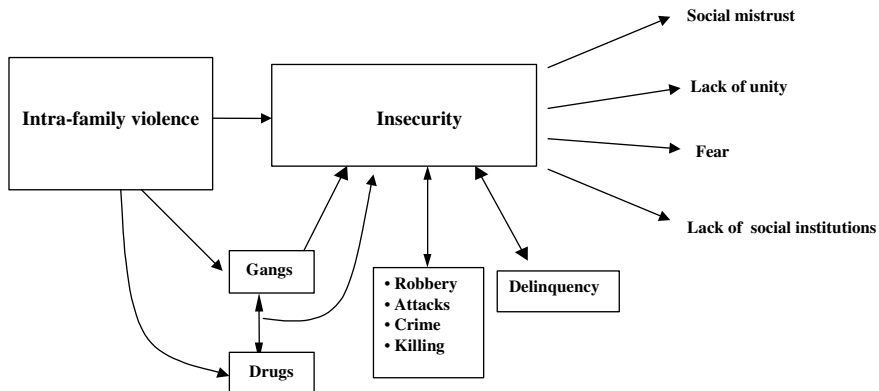 Social mistrust
Lack of unity
Intra-family violence
Insecurity
Fear
Lack of social institutions
Gangs
• Robbery
• Attacks
• Crime
• Killing
Delinquency
Drugs